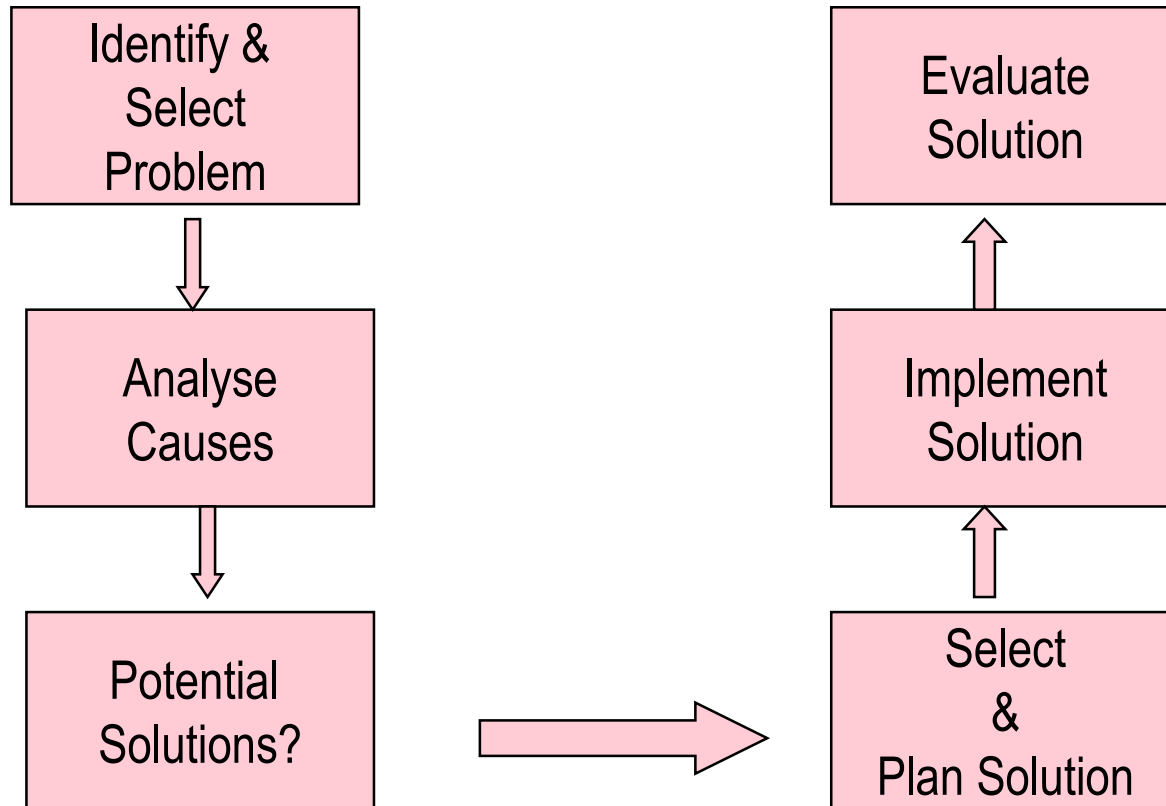 Identify &
Select
Problem
Analyse
Causes
Potential
Solutions?
Select
&
Plan Solution
Implement
Solution
Evaluate
Solution